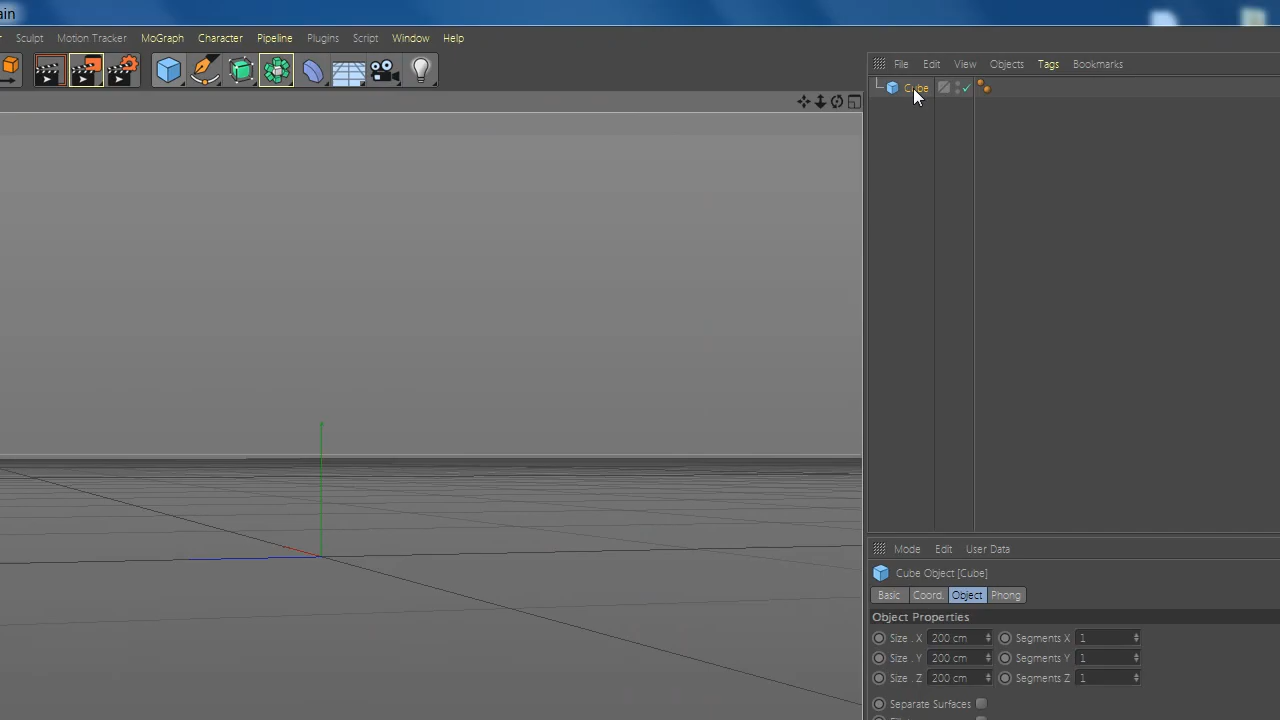 ain
Sculpt Motion Tracker MoGraph Character Pipeline Plugins Script Window Help
File Edit View Objects Tags Bookmarks
Cube
Mode Edit User Data
Cube Object [Cube]
Basic Coord. Object Phong
Object Properties
Size . X 200 cm Segments X 1
Size . Y 200 cm Segments Y 1
Size . Z 200 cm Segments Z 1
Separate Surfaces